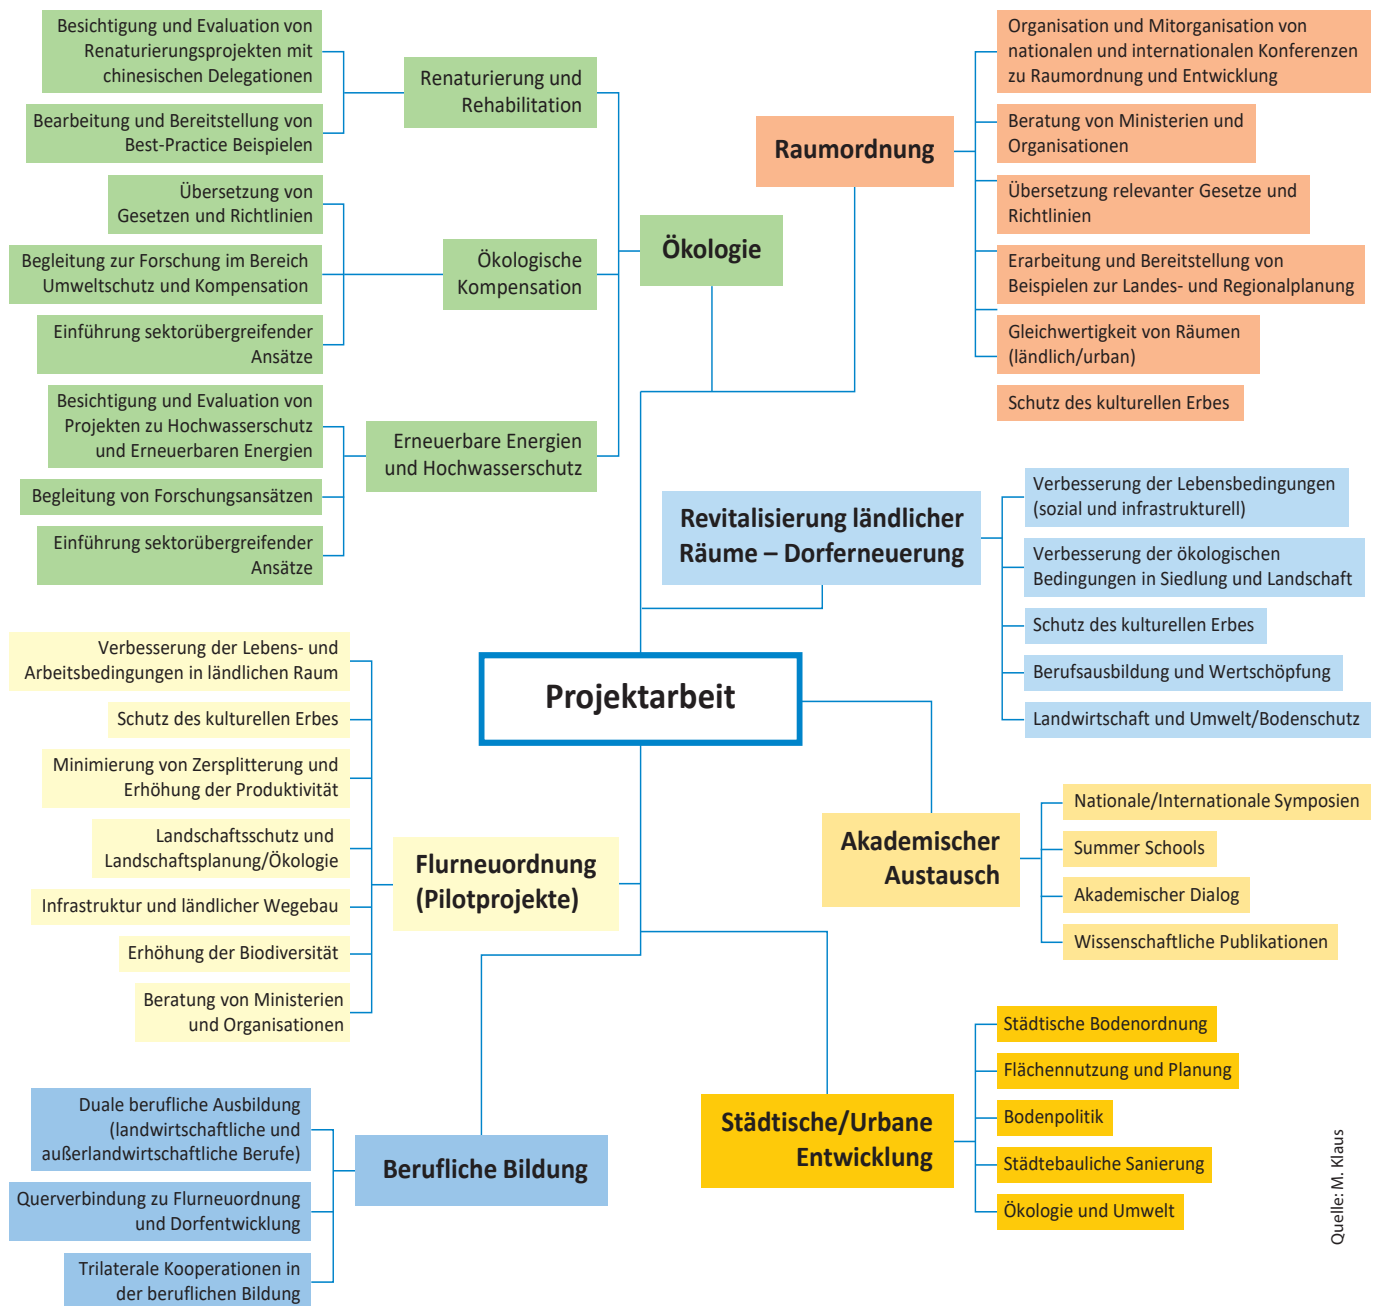 Besichtigung und Evaluation von
Renaturierungsprojekten mit
chinesischen Delegationen
Bearbeitung und Bereitstellung von
Best-Practice Beispielen
Renaturierung und
Rehabilitation
Übersetzung von
Gesetzen und Richtlinien
Begleitung zur Forschung im Bereich
Umweltschutz und Kompensation
Einführung sektorübergreifender
Ansätze
Ökologische
Kompensation
Besichtigung und Evaluation von
Projekten zu Hochwasserschutz
und Erneuerbaren Energien
Begleitung von Forschungsansätzen
Einführung sektorübergreifender
Ansätze
Erneuerbare Energien
und Hochwasserschutz
Ökologie
Raumordnung
Organisation und Mitorganisation von
nationalen und internationalen Konferenzen
zu Raumordnung und Entwicklung
Beratung von Ministerien und
Organisationen
Übersetzung relevanter Gesetze und
Richtlinien
Erarbeitung und Bereitstellung von
Beispielen zur Landes- und Regionalplanung
Gleichwertigkeit von Räumen
(ländlich/urban)
Schutz des kulturellen Erbes
Revitalisierung ländlicher
Räume – Dorferneuerung
Verbesserung der Lebensbedingungen
(sozial und infrastrukturell)
Verbesserung der ökologischen
Bedingungen in Siedlung und Landschaft
Schutz des kulturellen Erbes
Berufsausbildung und Wertschöpfung
Landwirtschaft und Umwelt/Bodenschutz
Projektarbeit
Verbesserung der Lebens- und
Arbeitsbedingungen in ländlichen Raum
Schutz des kulturellen Erbes
Minimierung von Zersplitterung und
Erhöhung der Produktivität
Landschaftsschutz und
Landschaftsplanung/Ökologie
Infrastruktur und ländlicher Wegebau
Erhöhung der Biodiversität
Beratung von Ministerien
und Organisationen
Flurneuordnung
(Pilotprojekte)
Akademischer
Austausch
Nationale/Internationale Symposien
Summer Schools
Akademischer Dialog
Wissenschaftliche Publikationen
Duale berufliche Ausbildung
(landwirtschaftliche und
außerlandwirtschaftliche Berufe)
Querverbindung zu Flurneuordnung
und Dorfentwicklung
Trilaterale Kooperationen in
der beruflichen Bildung
Berufliche Bildung
Städtische/Urbane
Entwicklung
Städtische Bodenordnung
Flächennutzung und Planung
Bodenpolitik
Städtebauliche Sanierung
Ökologie und Umwelt
Quelle: M. Klaus